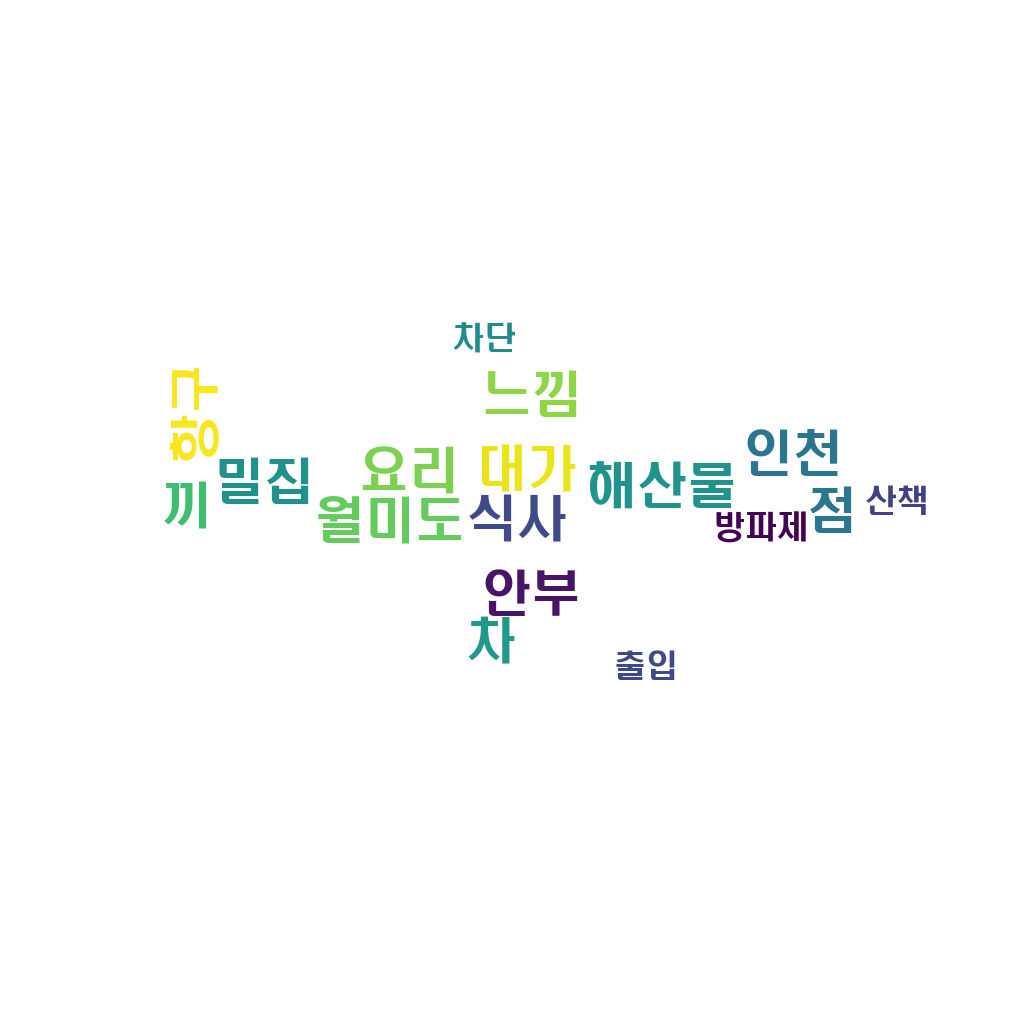 차단
느낌
항구
요리
대가
인천
밀집
해산물
끼
월미도
식사
방파제
점
산책
안부
차
출입